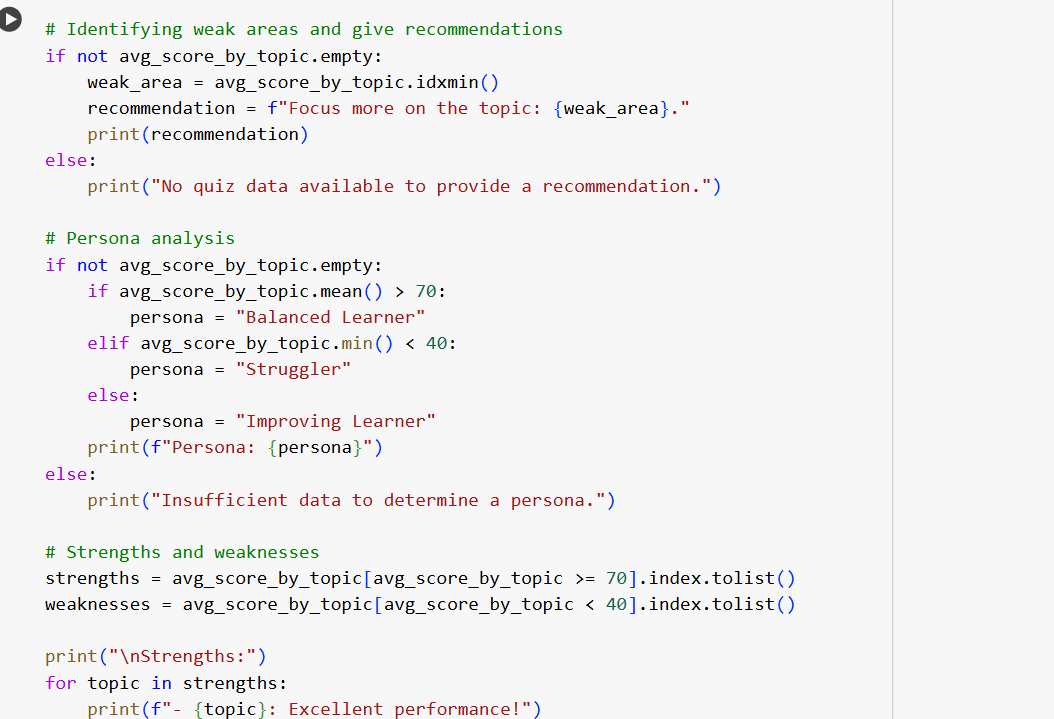 # Identifying weak areas and give recommendations
if not avg_score_by_topic.empty:
    weak_area = avg_score_by_topic.idxmin()
    recommendation = f"Focus more on the topic: {weak_area}."
    print(recommendation)
else:
    print("No quiz data available to provide a recommendation.")

# Persona analysis
if not avg_score_by_topic.empty:
    if avg_score_by_topic.mean() > 70:
        persona = "Balanced Learner"
    elif avg_score_by_topic.min() < 40:
        persona = "Struggler"
    else:
        persona = "Improving Learner"
    print(f"Persona: {persona}")
else:
    print("Insufficient data to determine a persona.")

# Strengths and weaknesses
strengths = avg_score_by_topic[avg_score_by_topic >= 70].index.tolist()
weaknesses = avg_score_by_topic[avg_score_by_topic < 40].index.tolist()

print("\nStrengths:")
for topic in strengths:
    print(f"- {topic}: Excellent performance!")